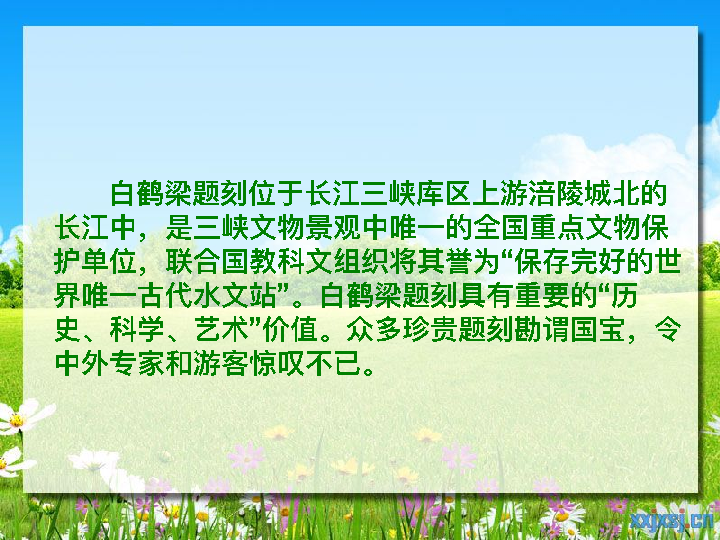 白鹤梁题刻位于长江三峡库区上游涪陵城北的
长江中，是三峡文物景观中唯一的全国重点文物保
护单位，联合国教科文组织将其誉为“保存完好的世
界唯一古代水文站”。白鹤梁题刻具有重要的“历
史、科学、艺术”价值。众多珍贵题刻勘谓国宝，令
中外专家和游客惊叹不已。
xxjxsj.cn